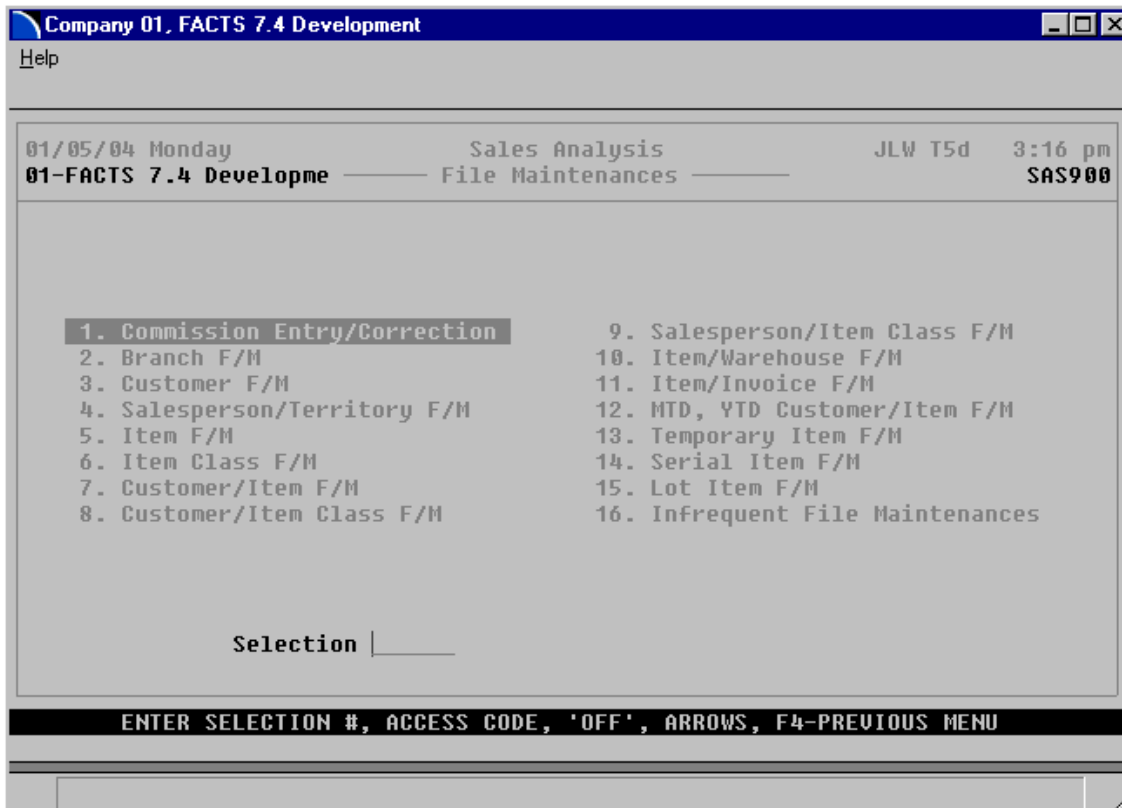 Company 01, FACTS 7.4 Development
Help
01/05/04 Monday Sales Analysis JLW T5d 3:16 pm
01-FACTS 7.4 Developme File Maintenances SAS900
1. Commission Entry/Correction 9. Salesperson/Item Class F/M
2. Branch F/M 10. Item/Warehouse F/M
3. Customer F/M 11. Item/Invoice F/M
4. Salesperson/Territory F/M 12. MTD, YTD Customer/Item F/M
5. Item F/M 13. Temporary Item F/M
6. Item Class F/M 14. Serial Item F/M
7. Customer/Item F/M 15. Lot Item F/M
8. Customer/Item Class F/M 16. Infrequent File Maintenances
Selection
ENTER SELECTION #, ACCESS CODE, 'OFF', ARROWS, F4-PREVIOUS MENU